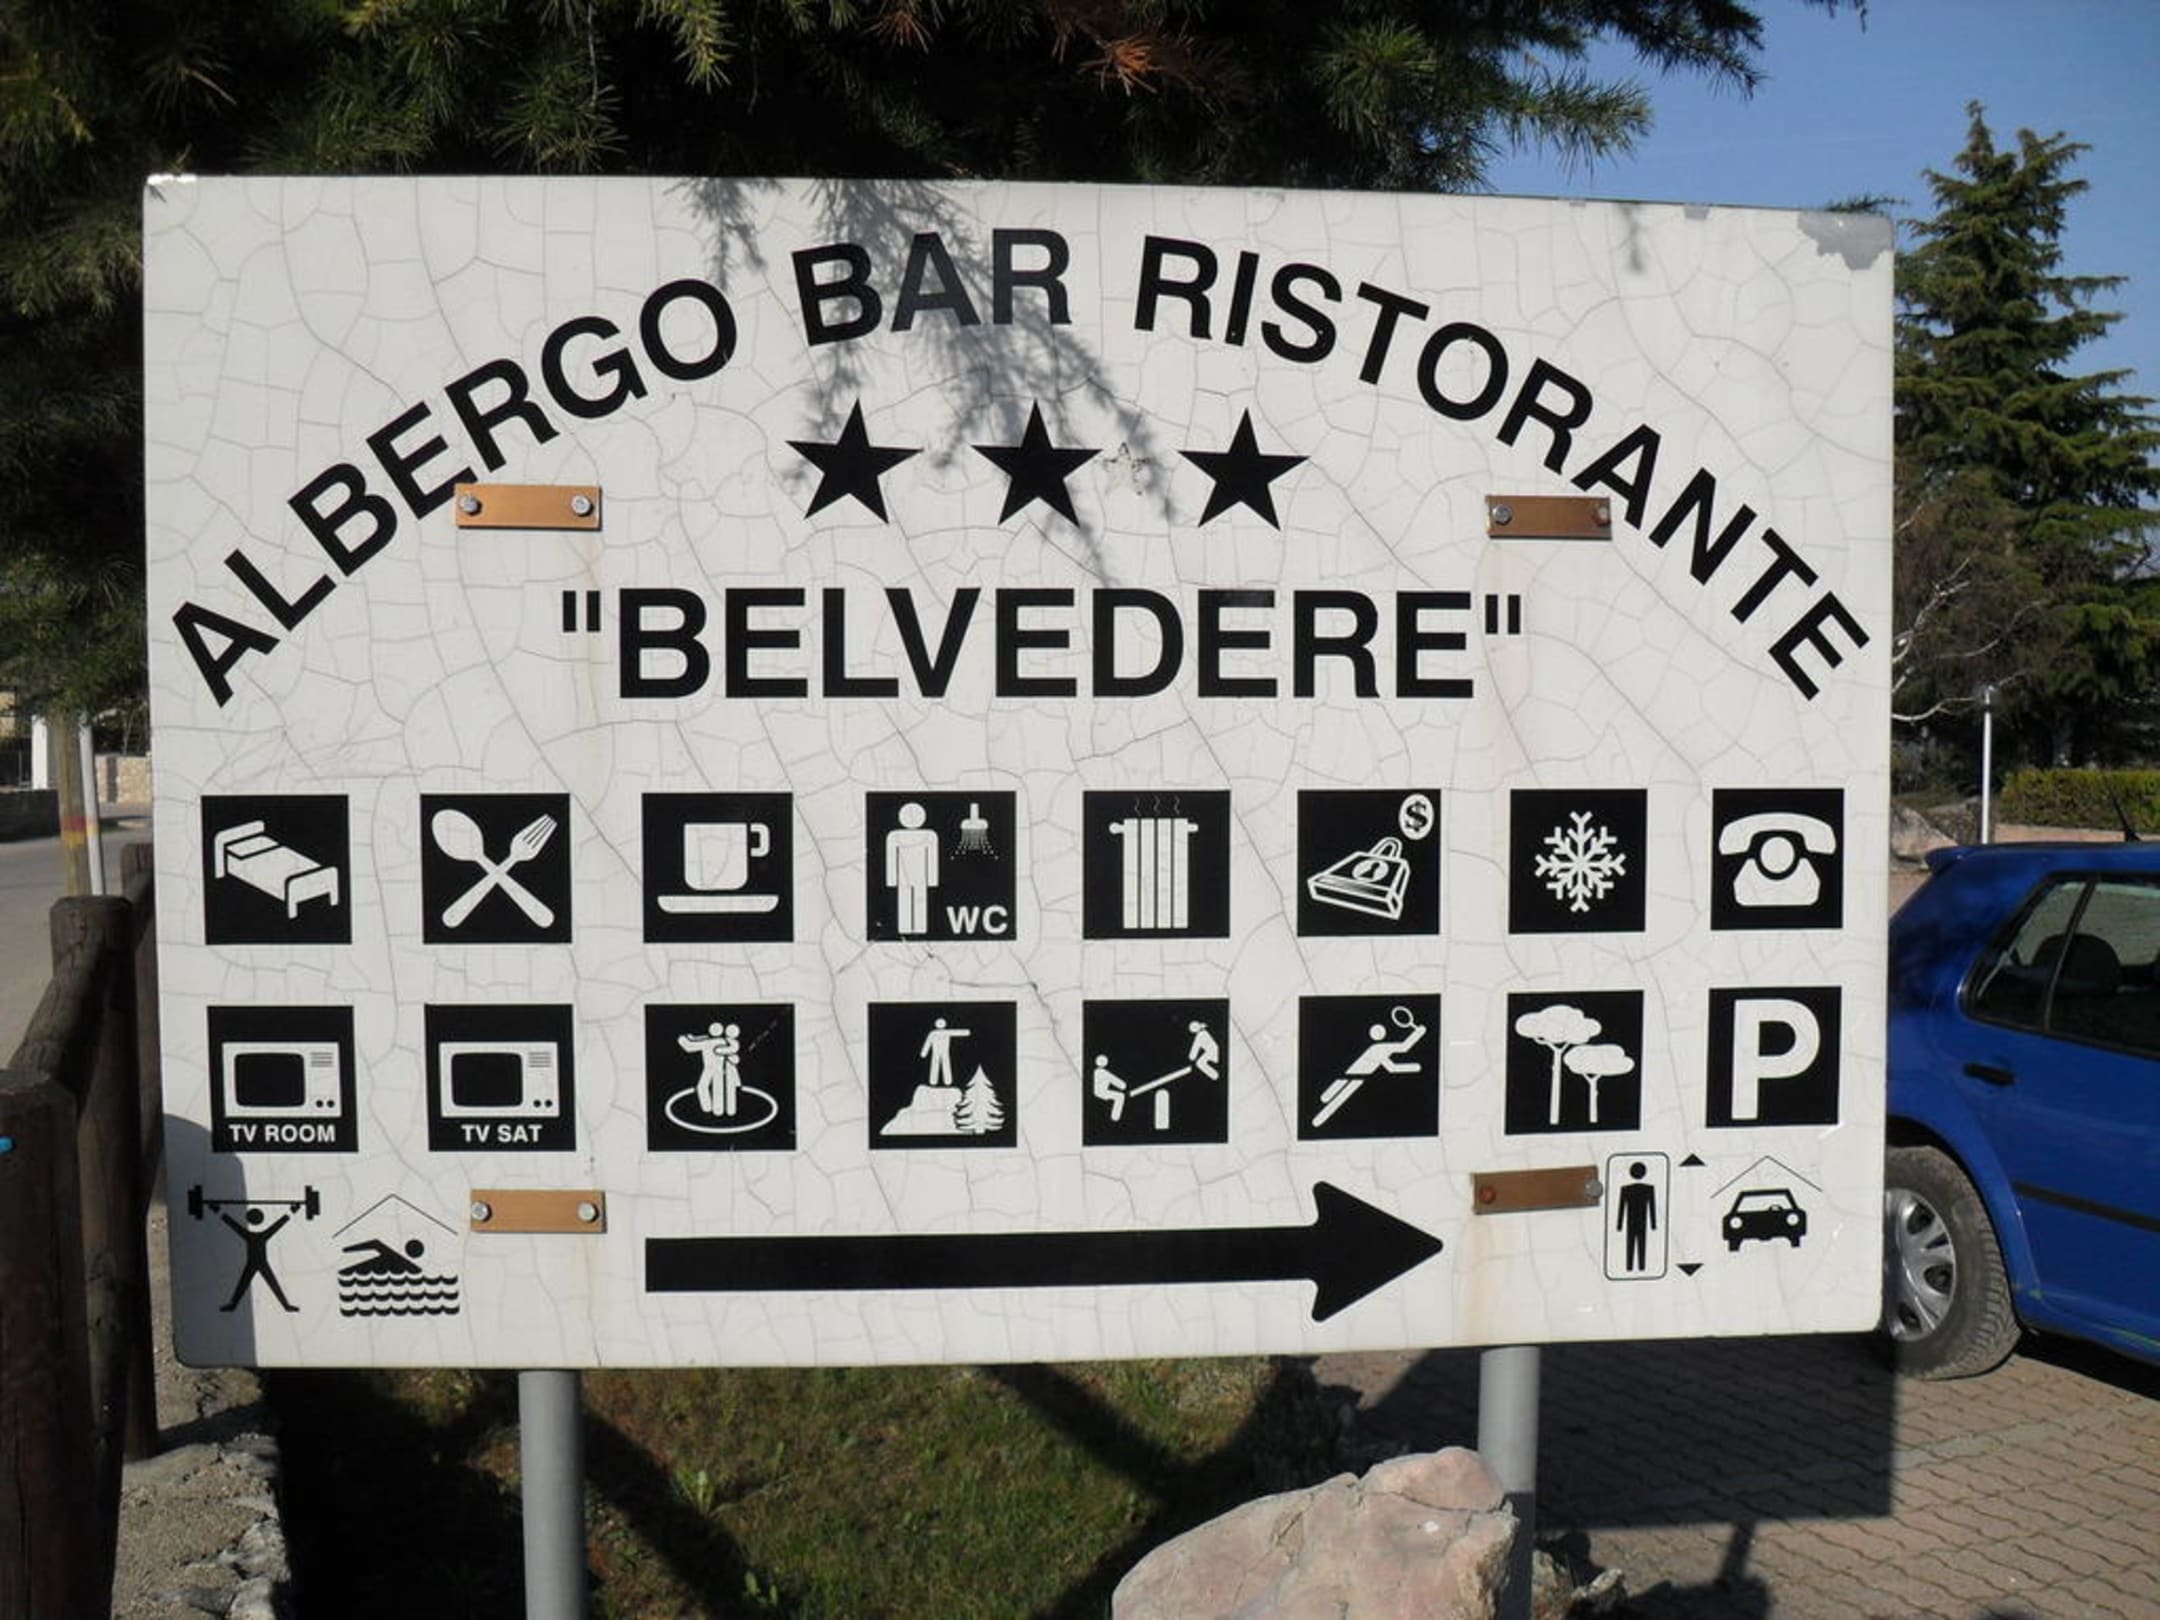 ALBERGO BAR RISTORANTE
"BELVEDERE"
WC
$
TV ROOM
TV SAT
P